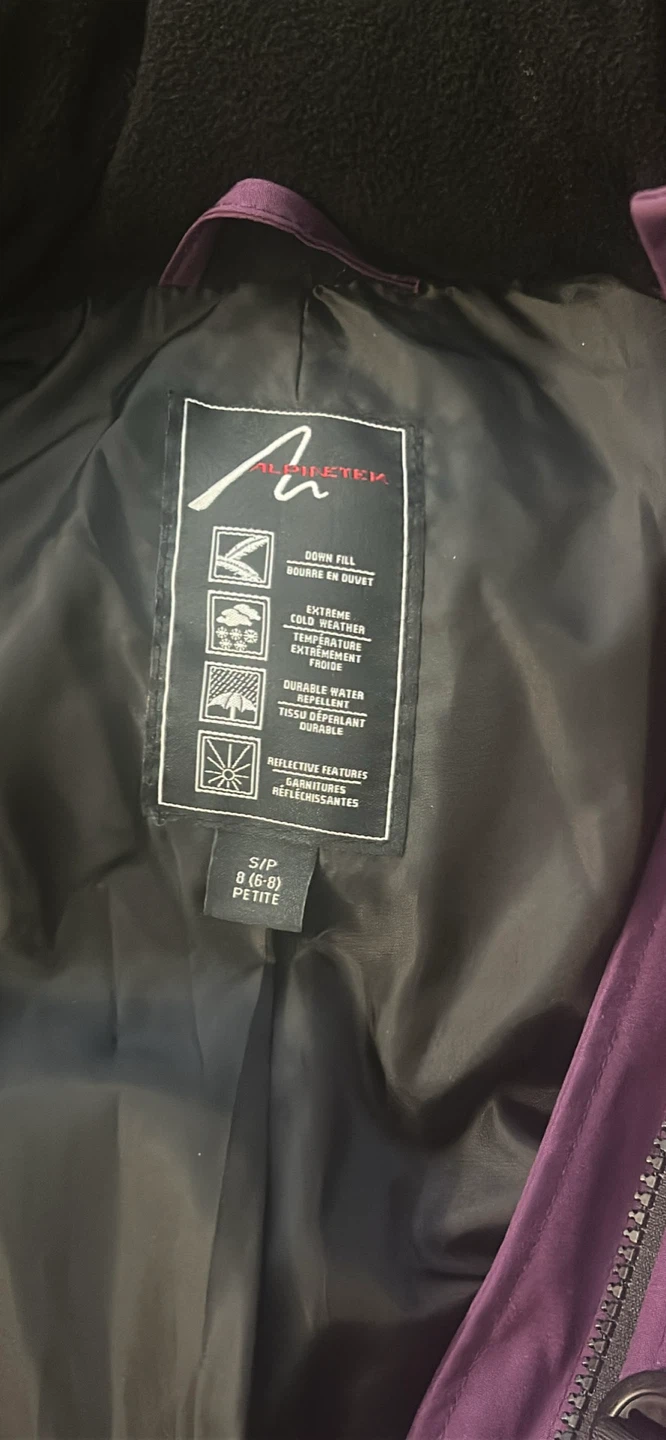 ALPINETEK
DOWN FILL
BOURRE EN DUVET
EXTREME
COLD WEATHER
TEMPÉRATURE
EXTRÊMEMENT
FROIDE
DURABLE WATER
REPELLENT
TISSU DÉPERLANT
DURABLE
REFLECTIVE FEATURES
GARNITURES
RÉFLÉCHISSANTES
S/P
8 (6-8)
PETITE